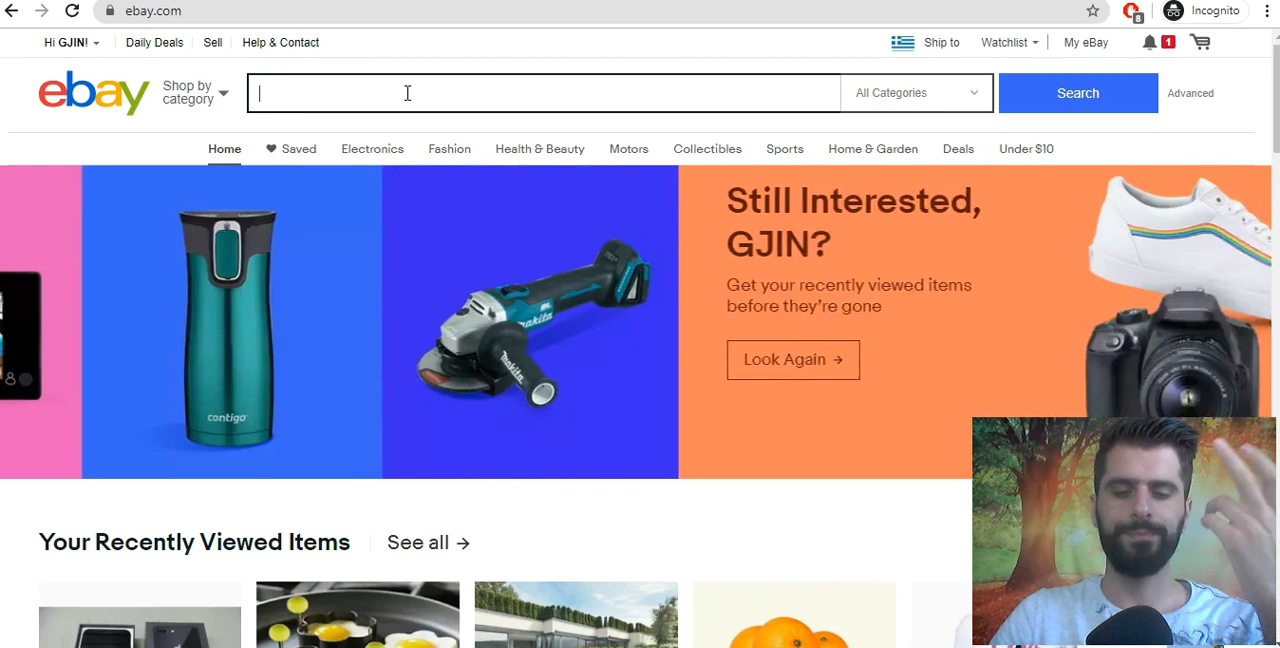 ebay.com
8
Incognito
Hi GJIN!
Daily Deals
Sell
Help & Contact
Ship to
Watchlist
My eBay
1
ebay
Shop by
category
All Categories
Search
Advanced
Home
Saved
Electronics
Fashion
Health & Beauty
Motors
Collectibles
Sports
Home & Garden
Deals
Under $10
contigo
makita
makita
Still Interested,
GJIN?
Get your recently viewed items
before they're gone
Look Again →
Your Recently Viewed Items
See all →